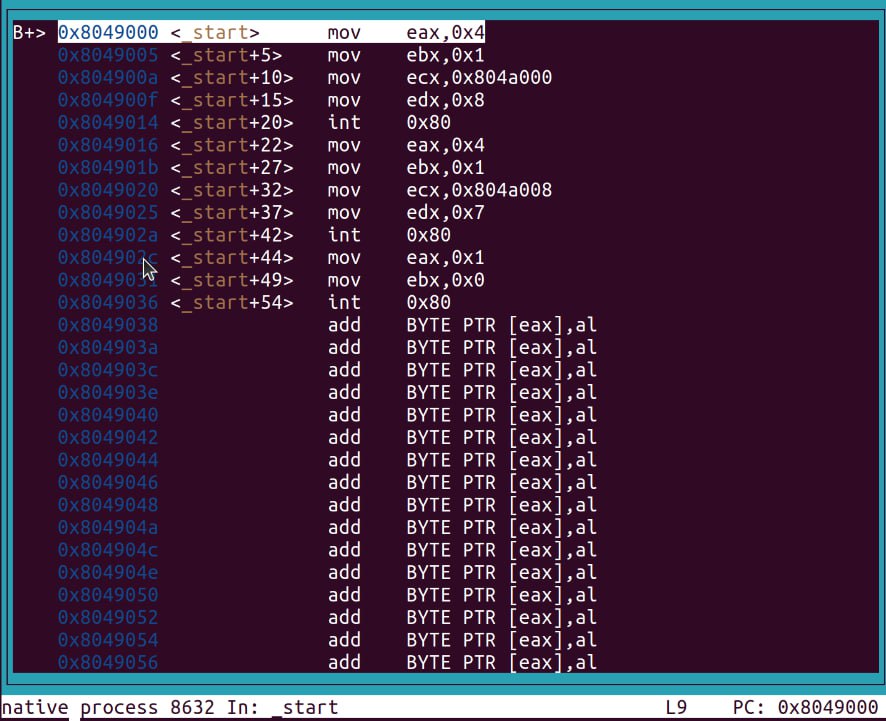 B+> 0x8049000 <_start> mov eax,0x4
0x8049005 <_start+5> mov ebx,0x1
0x804900a <_start+10> mov ecx,0x804a000
0x804900f <_start+15> mov edx,0x8
0x8049014 <_start+20> int 0x80
0x8049016 <_start+22> mov eax,0x4
0x804901b <_start+27> mov ebx,0x1
0x8049020 <_start+32> mov ecx,0x804a008
0x8049025 <_start+37> mov edx,0x7
0x804902a <_start+42> int 0x80
0x804902c <_start+44> mov eax,0x1
0x8049031 <_start+49> mov ebx,0x0
0x8049036 <_start+54> int 0x80
0x8049038 add BYTE PTR [eax],al
0x804903a add BYTE PTR [eax],al
0x804903c add BYTE PTR [eax],al
0x804903e add BYTE PTR [eax],al
0x8049040 add BYTE PTR [eax],al
0x8049042 add BYTE PTR [eax],al
0x8049044 add BYTE PTR [eax],al
0x8049046 add BYTE PTR [eax],al
0x8049048 add BYTE PTR [eax],al
0x804904a add BYTE PTR [eax],al
0x804904c add BYTE PTR [eax],al
0x804904e add BYTE PTR [eax],al
0x8049050 add BYTE PTR [eax],al
0x8049052 add BYTE PTR [eax],al
0x8049054 add BYTE PTR [eax],al
0x8049056 add BYTE PTR [eax],al
native process 8632 In: _start L9 PC: 0x8049000